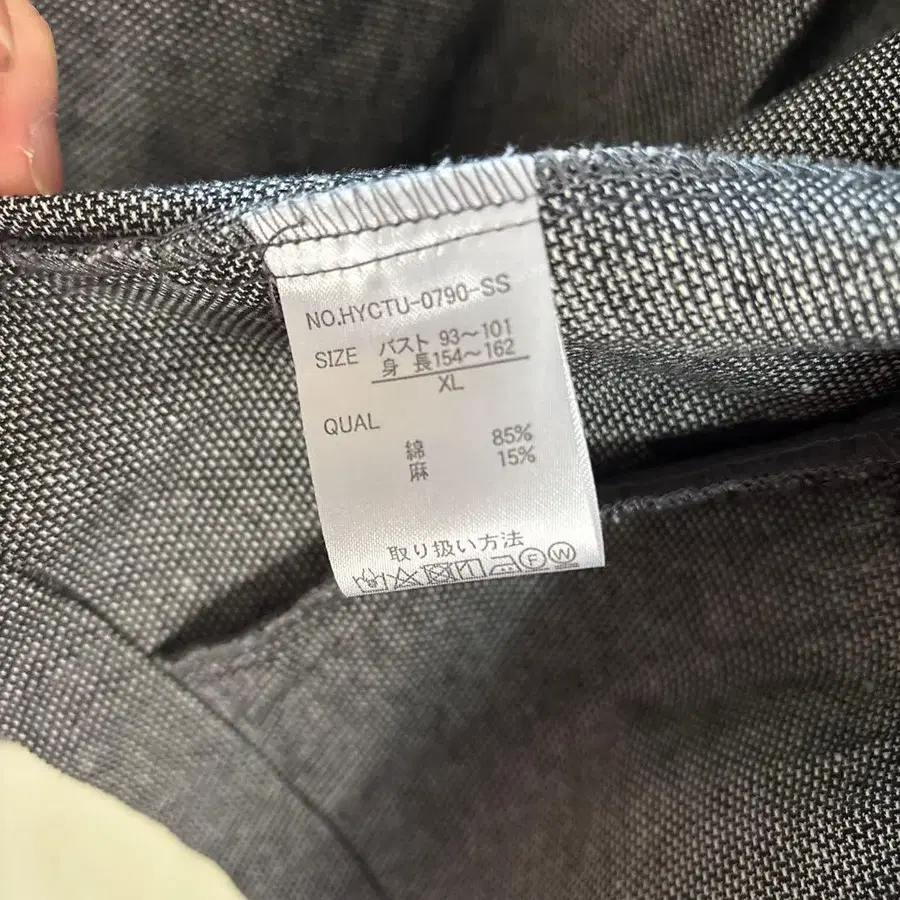 NO.HYCTU-0790-SS
SIZE バスト 93～101
身 長154～162
XL
QUAL
綿 85%
麻 15%
取り扱い方法
F W